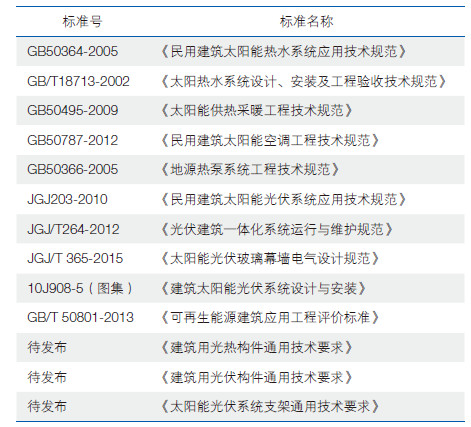 标准号 标准名称
GB50364-2005 《民用建筑太阳能热水系统应用技术规范》
GB/T18713-2002 《太阳热水系统设计、安装及工程验收技术规范》
GB50495-2009 《太阳能供热采暖工程技术规范》
GB50787-2012 《民用建筑太阳能空调工程技术规范》
GB50366-2005 《地源热泵系统工程技术规范》
JGJ203-2010 《民用建筑太阳能光伏系统应用技术规范》
JGJ/T264-2012 《光伏建筑一体化系统运行与维护规范》
JGJ/T 365-2015 《太阳能光伏玻璃幕墙电气设计规范》
10J908-5（图集） 《建筑太阳能光伏系统设计与安装》
GB/T 50801-2013 《可再生能源建筑应用工程评价标准》
待发布 《建筑用光热构件通用技术要求》
待发布 《建筑用光伏构件通用技术要求》
待发布 《太阳能光伏系统支架通用技术要求》